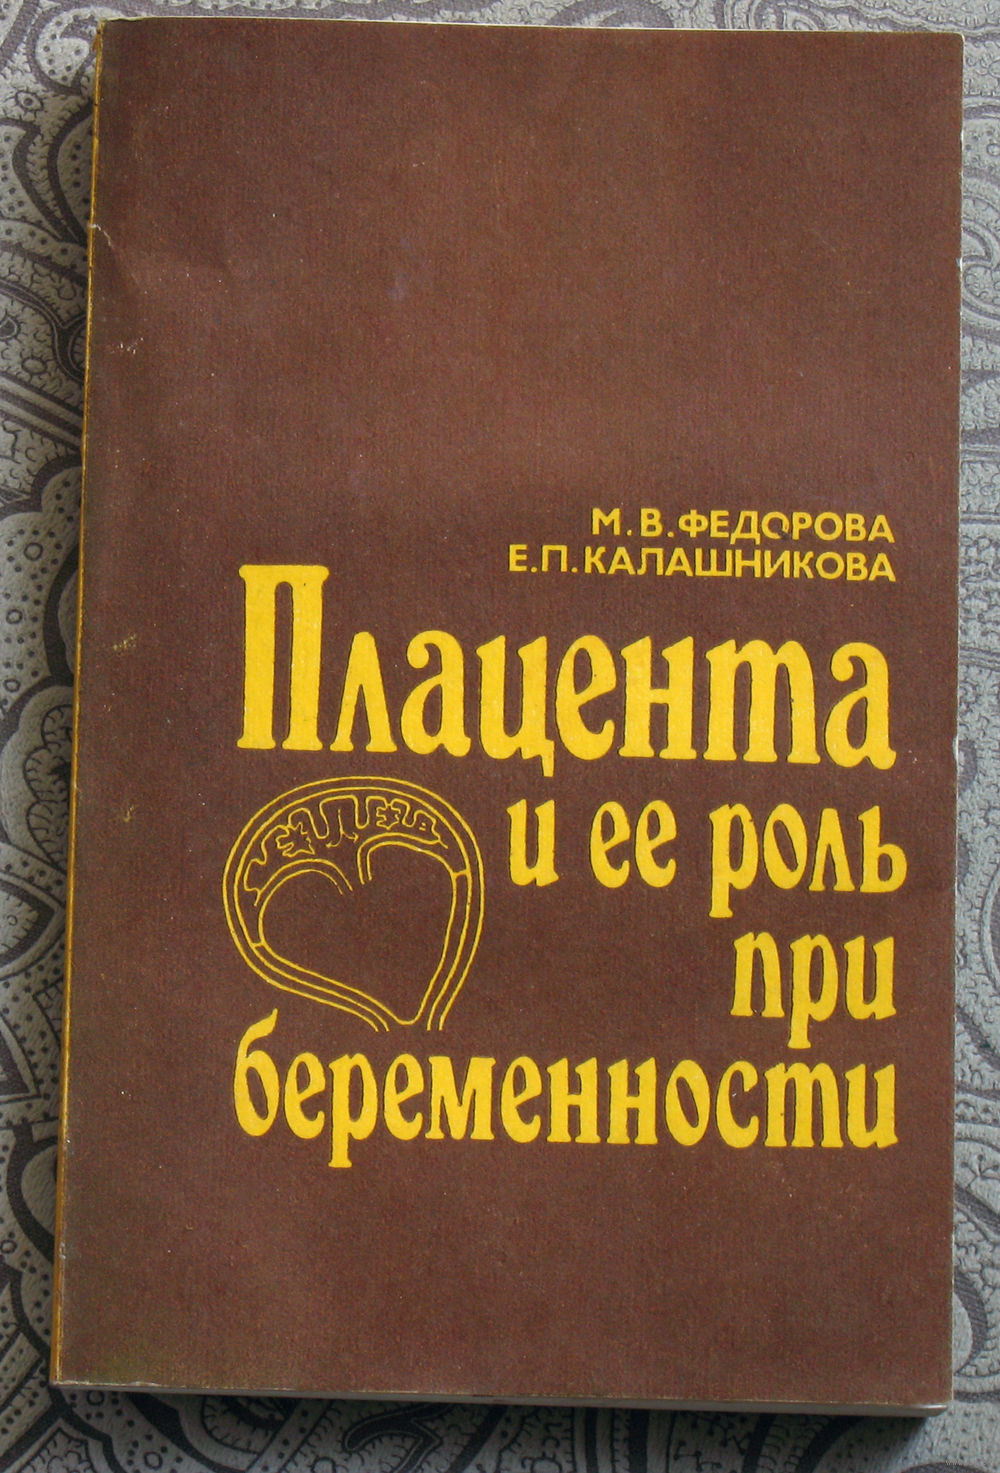 М.В.ФЕДОРОВА
Е.П.КАЛАШНИКОВА
Плацента
и ее роль
при
беременности